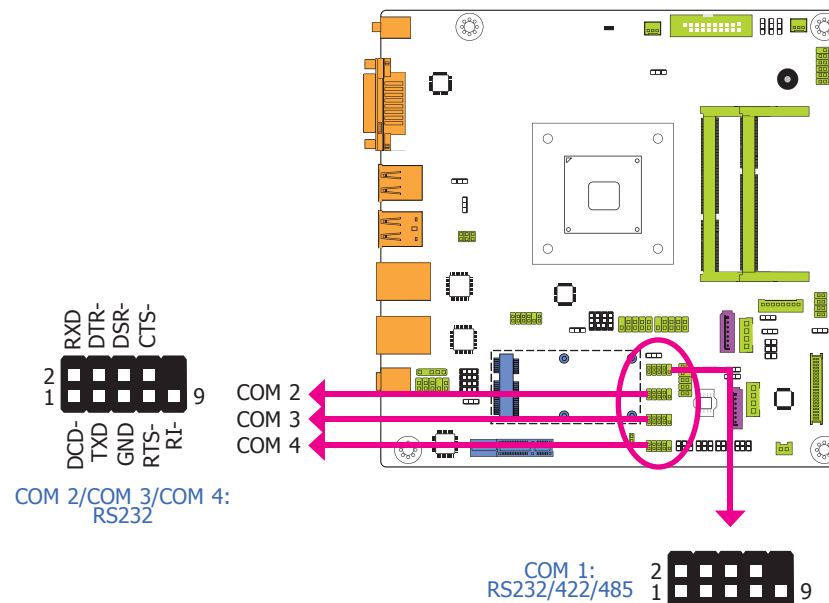 RXD
DTR-
DSR-
CTS-
2
1
9
DCD-
TXD
GND
RTS-
RI-
COM 2/COM 3/COM 4:
RS232
COM 2
COM 3
COM 4
COM 1:
RS232/422/485
2
1
9